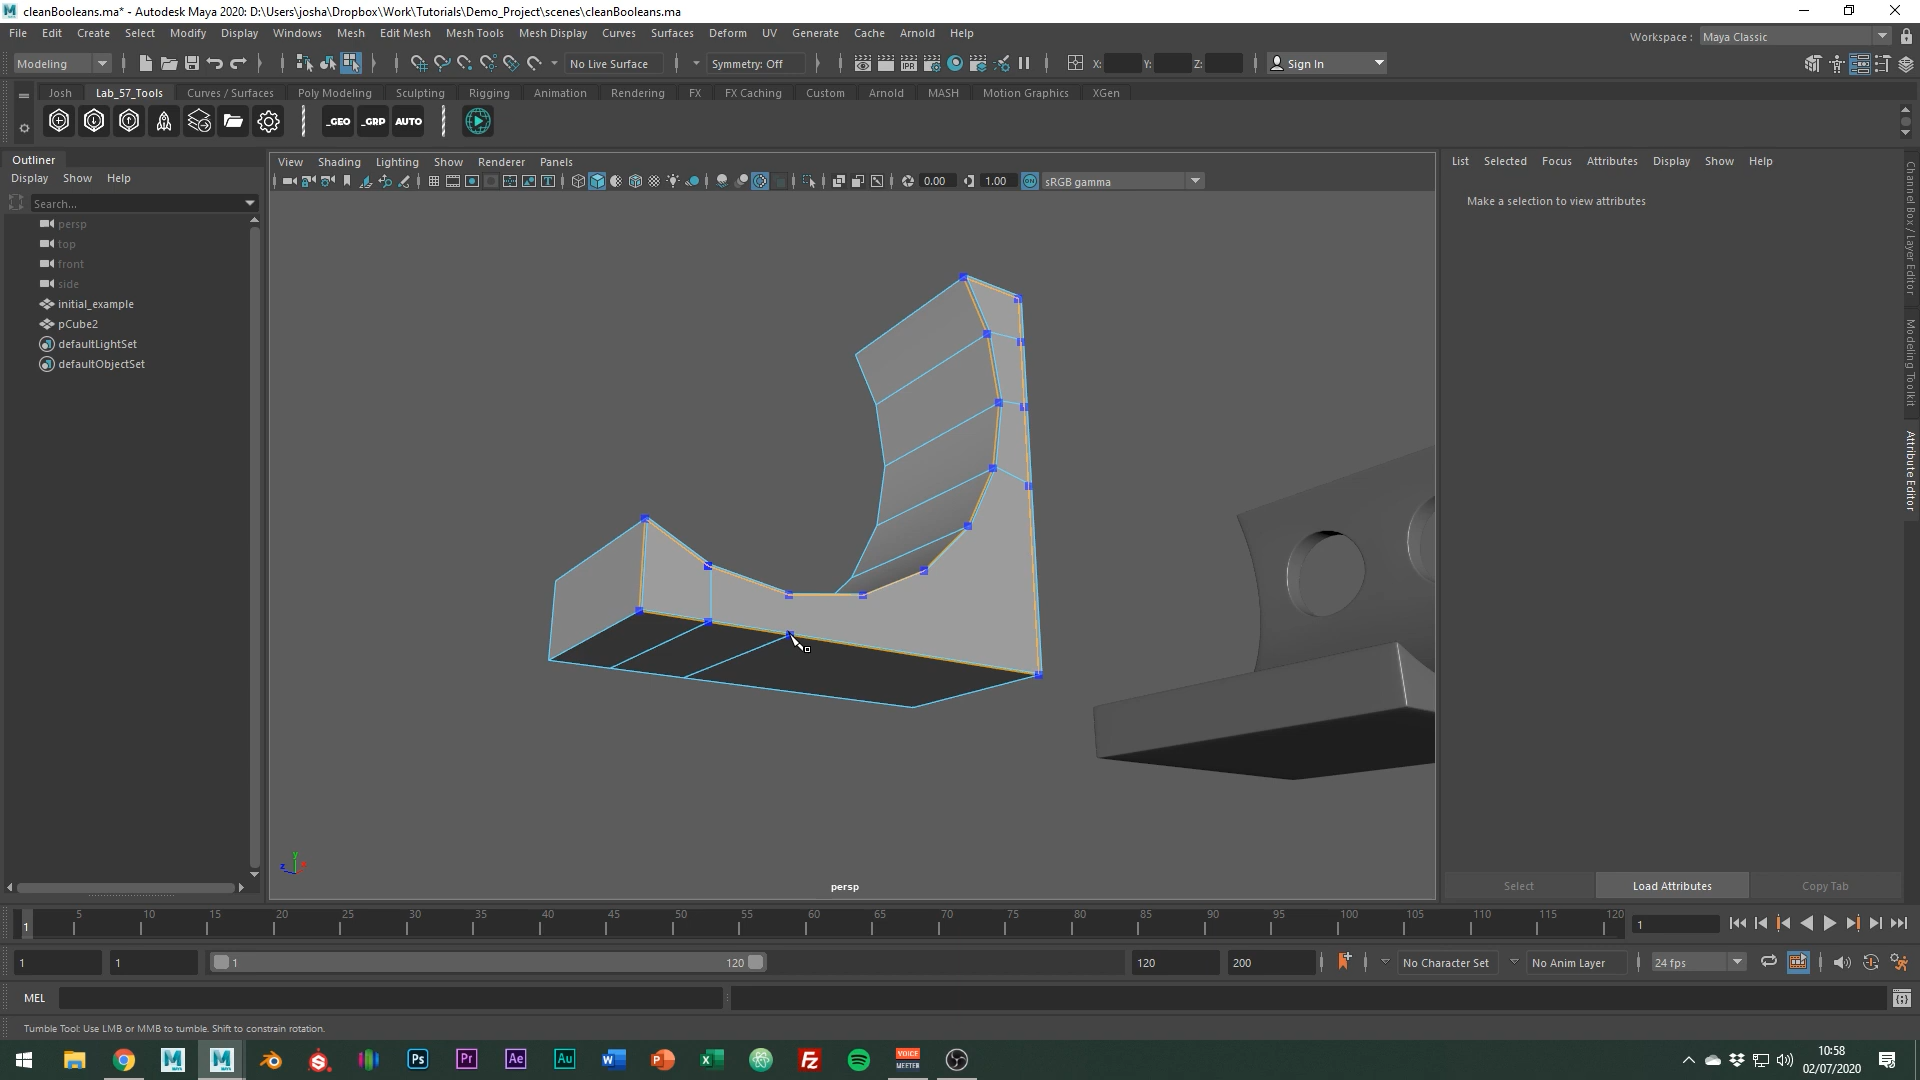 cleanBooleans.ma* - Autodesk Maya 2020: D:\Users\josha\Dropbox\Work\Tutorials\Demo_Project\scenes\cleanBooleans.ma
File Edit Create Select Modify Display Windows Mesh Edit Mesh Mesh Tools Mesh Display Curves Surfaces Deform UV Generate Cache Arnold Help
Workspace : Maya Classic
Modeling No Live Surface Symmetry: Off X: Y: Z: Sign In
Josh Lab_57_Tools Curves / Surfaces Poly Modeling Sculpting Rigging Animation Rendering FX FX Caching Custom Arnold MASH Motion Graphics XGen
_GEO _GRP AUTO
Outliner
Display Show Help
Search...
persp
top
front
side
initial_example
pCube2
defaultLightSet
defaultObjectSet
View Shading Lighting Show Renderer Panels
0.00 1.00 ON sRGB gamma
persp
y
z
List Selected Focus Attributes Display Show Help
Make a selection to view attributes
Channel Box / Layer Editor
Modeling Toolkit
Attribute Editor
Select Load Attributes Copy Tab
1 5 10 15 20 25 30 35 40 45 50 55 60 65 70 75 80 85 90 95 100 105 110 115 120
1
1 1 1 120 120 200 No Character Set No Anim Layer 24 fps
MEL
Tumble Tool: Use LMB or MMB to tumble. Shift to constrain rotation.
Ps Pr Ae Au VOICE MEETER
10:58
02/07/2020